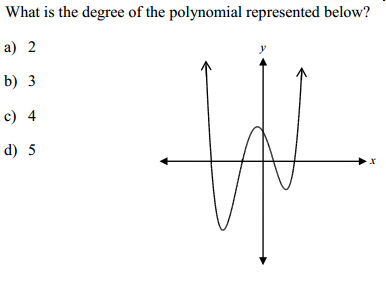 What is the degree of the polynomial represented below?
a) 2
b) 3
c) 4
d) 5
y
x